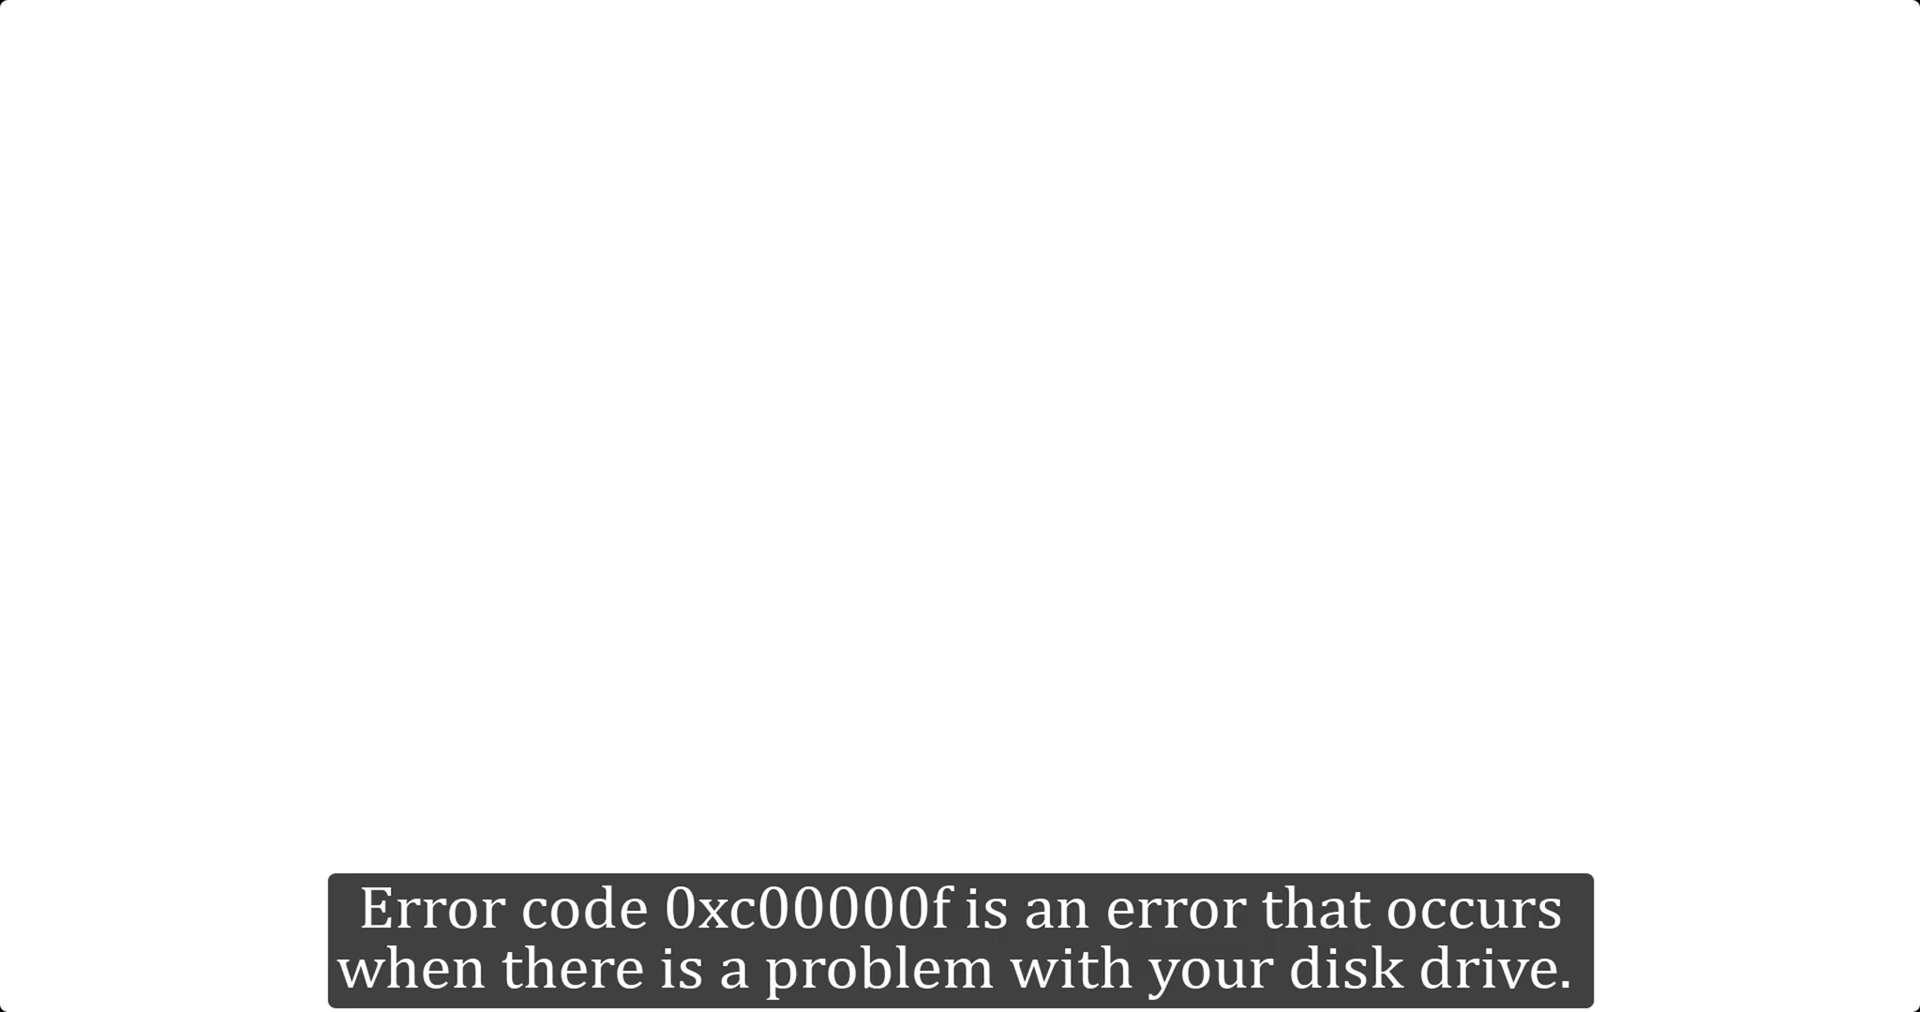 Error code 0xc00000f is an error that occurs
when there is a problem with your disk drive.